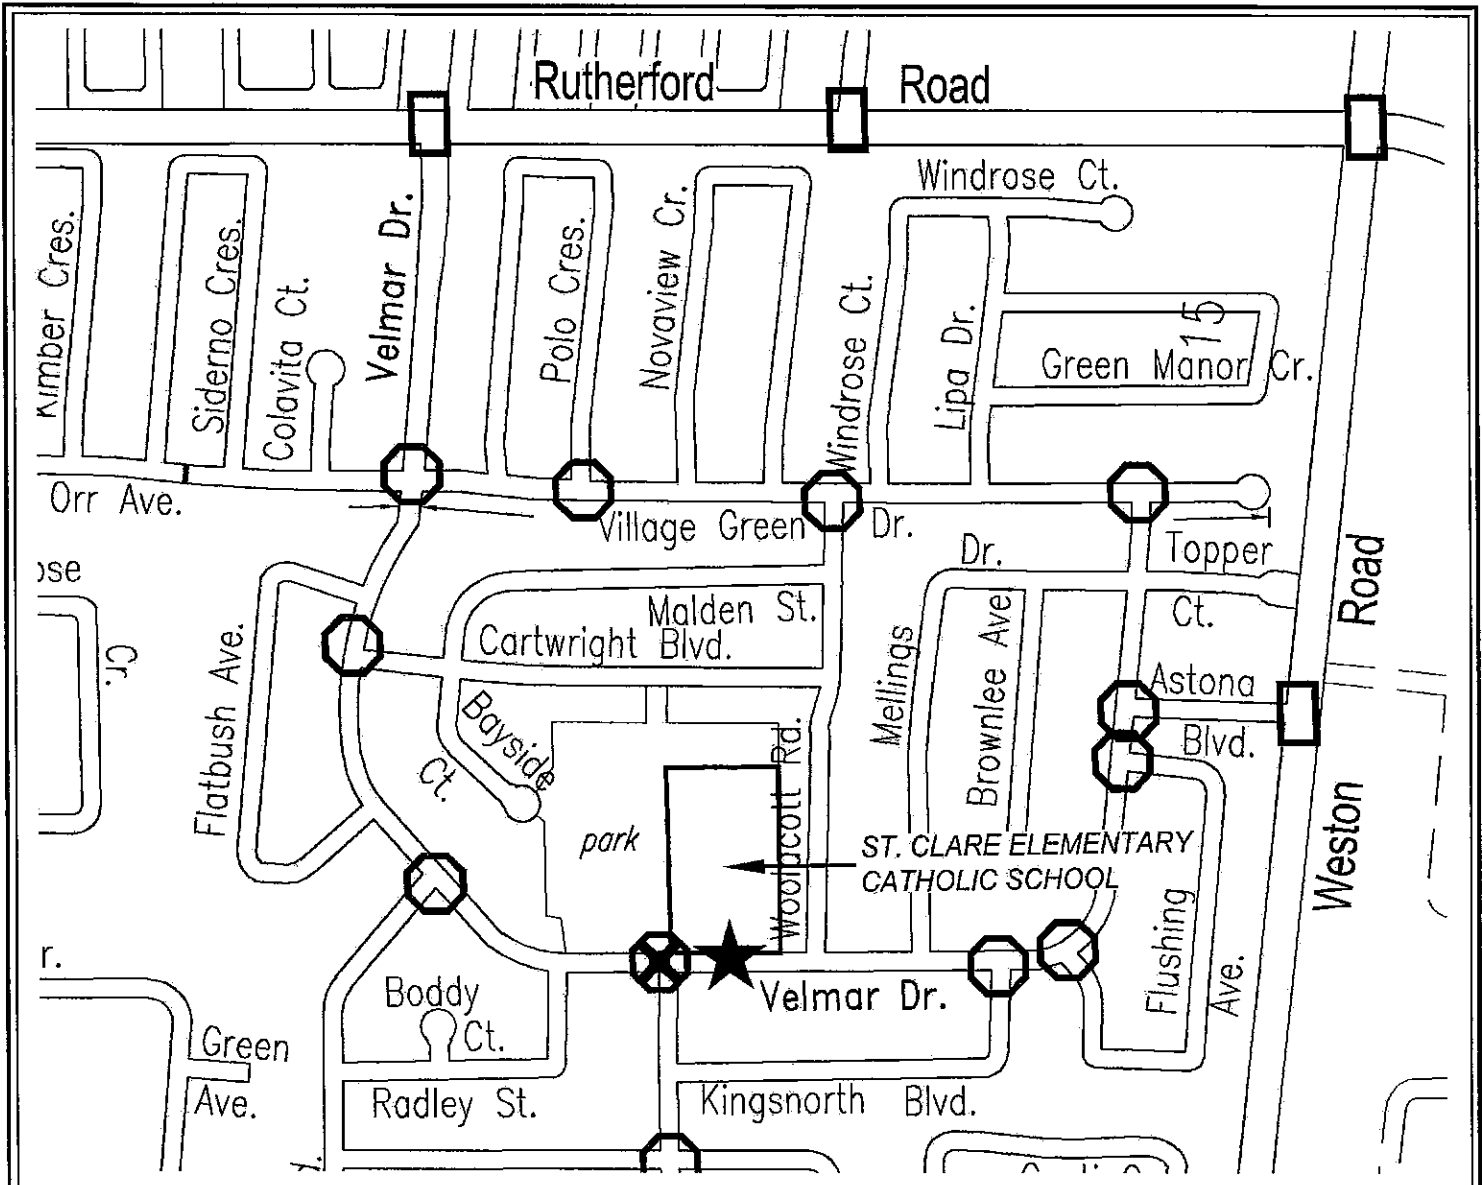 Rutherford Road
Windrose Ct.
Kimber Cres.
Siderno Cres.
Colavita Ct.
Velmar Dr.
Polo Cres.
Novaview Cr.
Windrose Ct.
Lipa Dr.
15
Green Manor Cr.
Orr Ave.
Village Green Dr.
Topper
Ct.
Dr.
Mellings
Road
Weston
Malden St.
Cartwright Blvd.
Cr.
Flatbush Ave.
Bayside
Ct.
Brownlee Ave.
Astona
Blvd.
park
Woolacott Rd.
ST. CLARE ELEMENTARY
CATHOLIC SCHOOL
Flushing
Ave.
r.
Boddy
Ct.
Velmar Dr.
Green
Ave.
Radley St.
Kingsnorth Blvd.